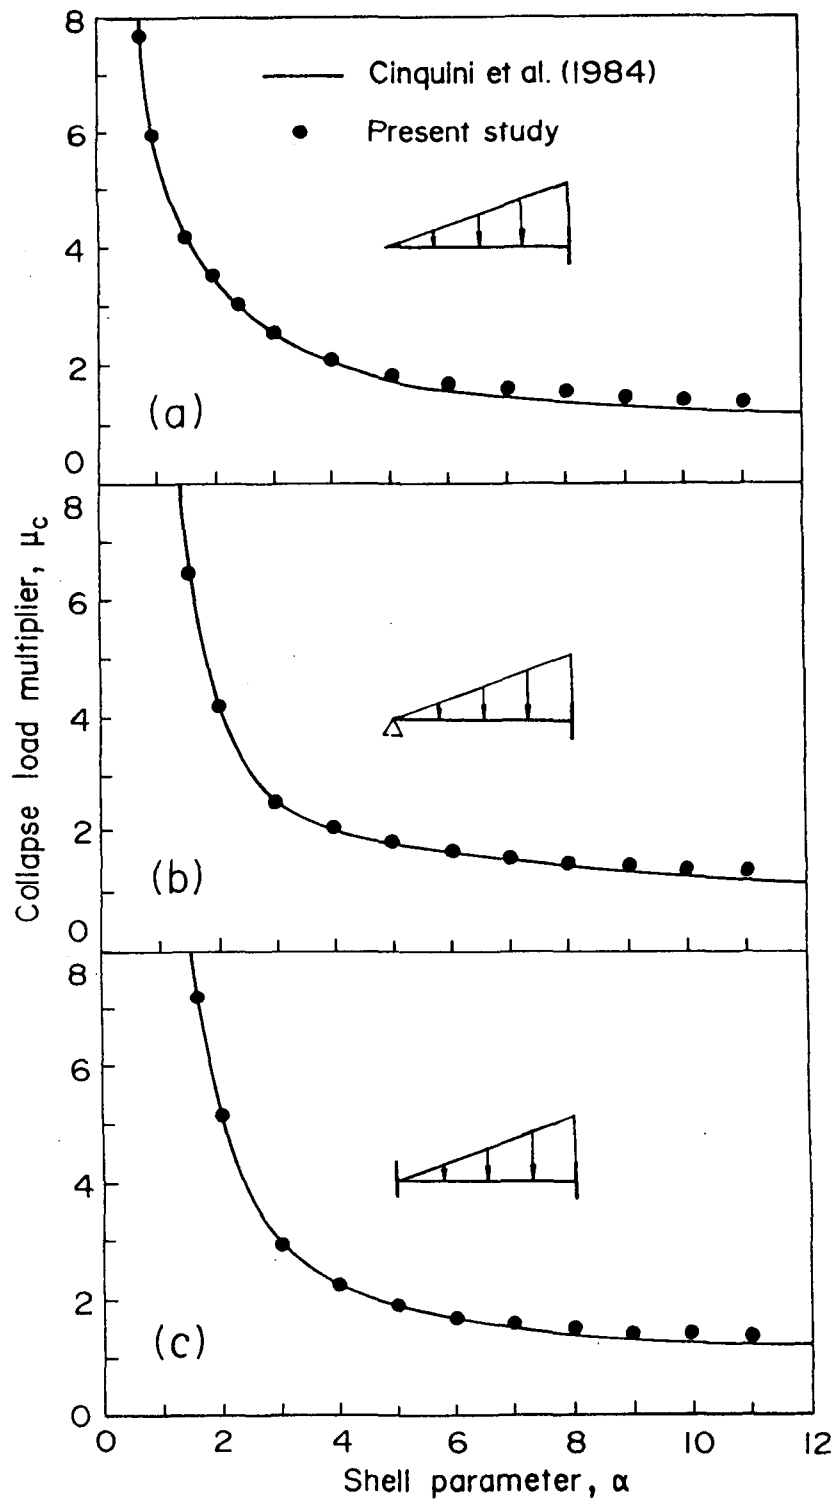 8
Cinquini et al. (1984)
6
Present study
4
2
(a)
0
8
6
4
2
(b)
0
8
6
4
2
(c)
0
0 2 4 6 8 10 12
Shell parameter, α
Collapse load multiplier, μc